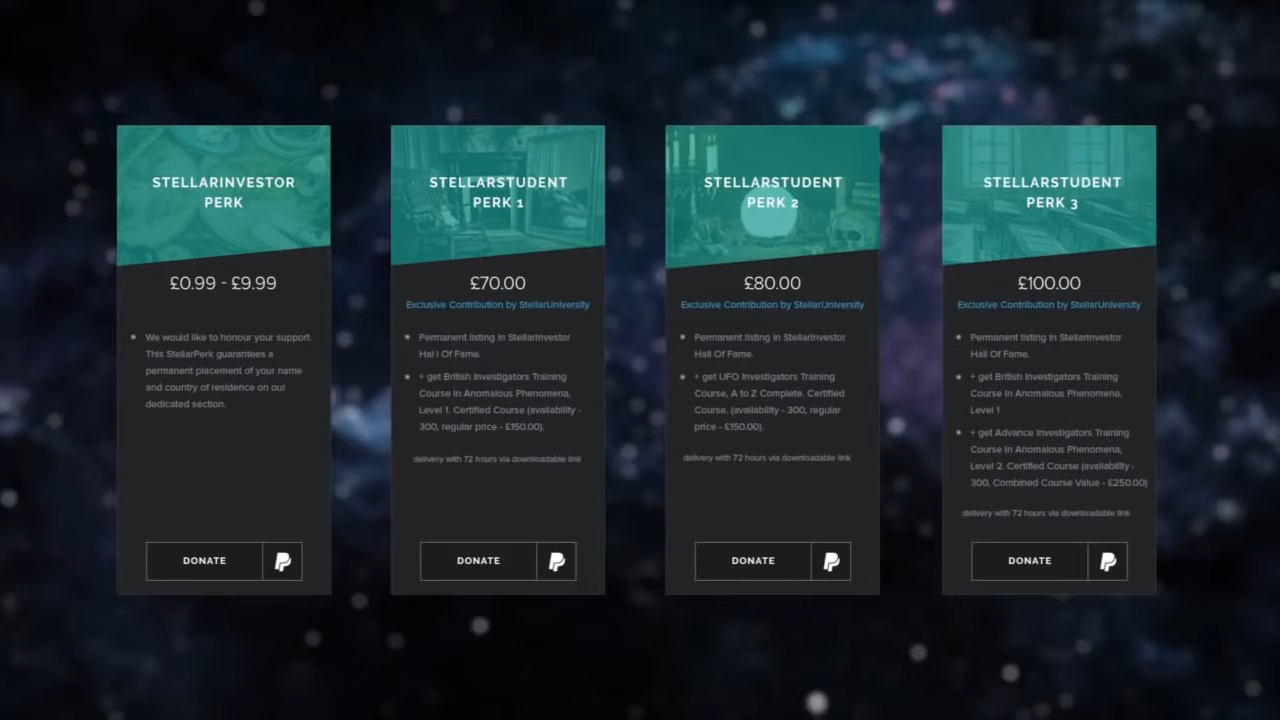 STELLARINVESTOR
PERK
£0.99 - £9.99
We would like to honour your support.
This StellarPerk guarantees a
permanent placement of your name
and country of residence on our
dedicated section.
DONATE
STELLARSTUDENT
PERK 1
£70.00
Exclusive Contribution by StellarUniversity
Permanent listing in StellarInvestor
Hal l Of Fame.
+ get British Investigators Training
Course In Anomalous Phenomena,
Level 1. Certified Course (availability -
300, regular price - £150.00).
delivery with 72 hours via downloadable link
DONATE
STELLARSTUDENT
PERK 2
£80.00
Exclusive Contribution by StellarUniversity
Permanent listing in StellarInvestor
Hall Of Fame.
+ get UFO Investigators Training
Course, A to Z Complete. Certified
Course. (availability - 300, regular
price - £150.00).
delivery with 72 hours via downloadable link
DONATE
STELLARSTUDENT
PERK 3
£100.00
Exclusive Contribution by StellarUniversity
Permanent listing in StellarInvestor
Hall Of Fame.
+ get British Investigators Training
Course In Anomalous Phenomena,
Level 1
+ get Advance Investigators Training
Course In Anomalous Phenomena,
Level 2. Certified Course (availability -
300, Combined Course Value - £250.00)
delivery with 72 hours via downloadable link
DONATE